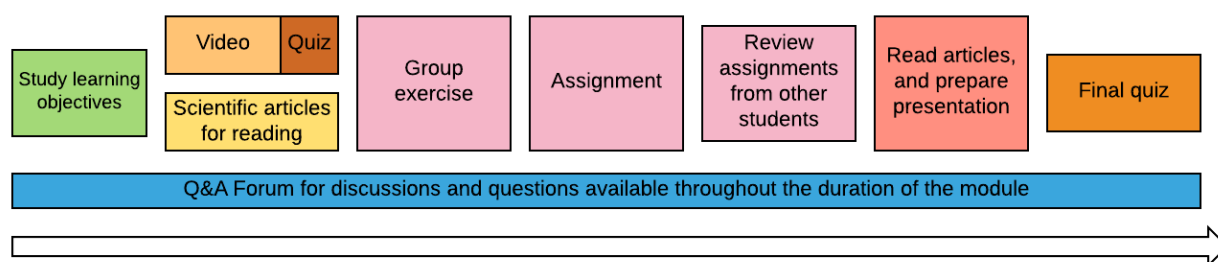 Study learning
objectives
Video
Quiz
Scientific articles
for reading
Group
exercise
Assignment
Review
assignments
from other
students
Read articles,
and prepare
presentation
Final quiz
Q&A Forum for discussions and questions available throughout the duration of the module